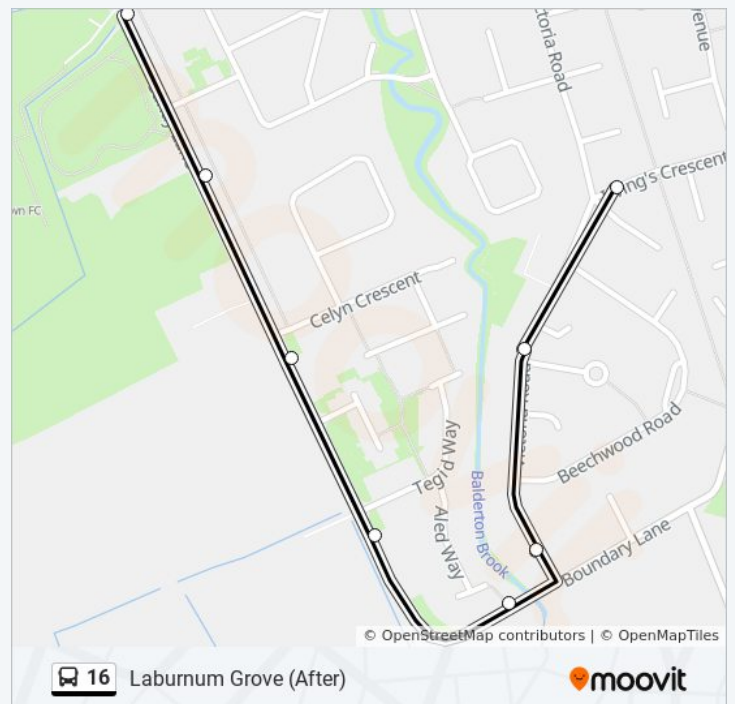 ctoria Road
venue
King's Crescent
wn FC
Celyn Crescent
Beechwood Road
Tegid Way
Balderton Brook
Aled Way
Boundary Lane
© OpenStreetMap contributors | © OpenMapTiles
16 Laburnum Grove (After)
moovit